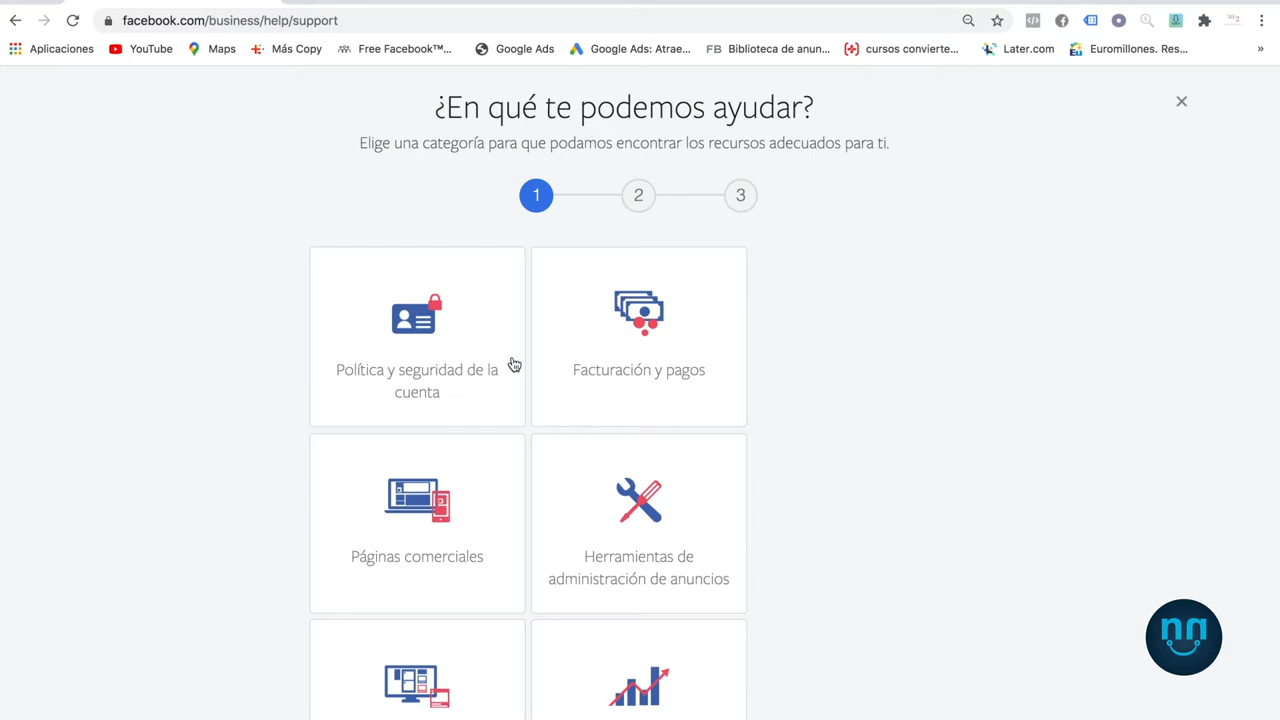 facebook.com/business/help/support
Aplicaciones YouTube Maps Más Copy Free Facebook™... Google Ads Google Ads: Atrae... FB Biblioteca de anun... cursos convierte... Later.com Euromillones. Res... »
¿En qué te podemos ayudar?
Elige una categoría para que podamos encontrar los recursos adecuados para ti.
1 2 3
Política y seguridad de la
cuenta
Facturación y pagos
Páginas comerciales
Herramientas de
administración de anuncios
nn